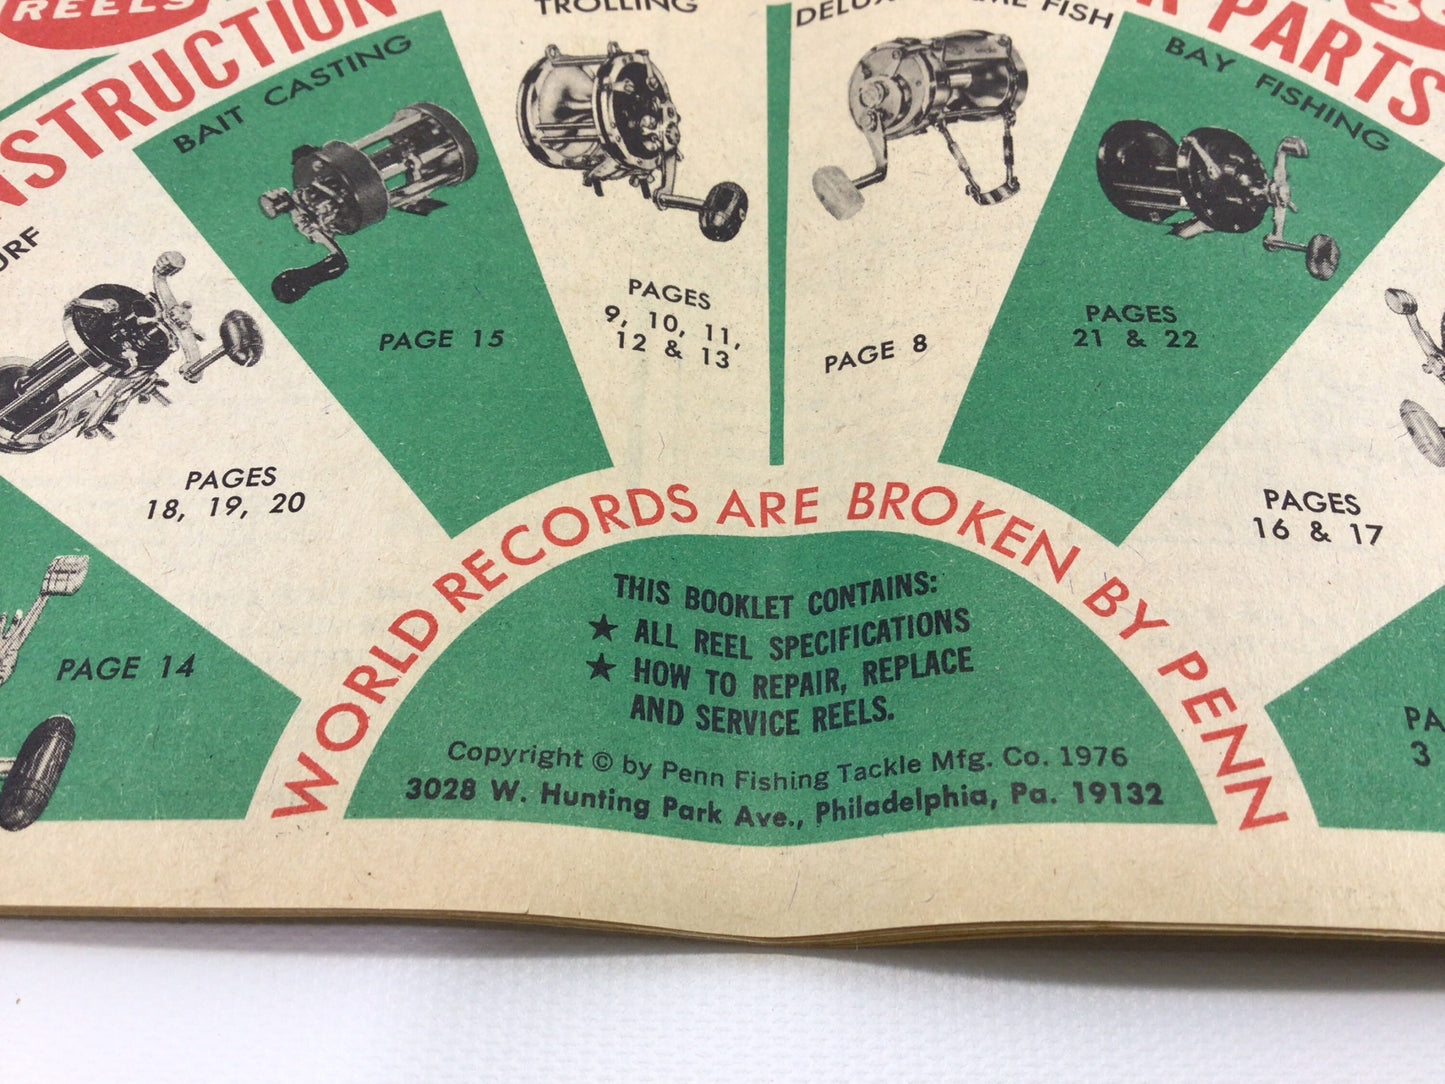 REELS
TROLLING
BAIT CASTING
PAGE 15
PAGES
9, 10, 11,
12 & 13
FISH
PAGE 8
PARTS
BAY FISHING
PAGES
21 & 22
PAGES
18, 19, 20
PAGES
16 & 17
PAGE 14
3
WORLD RECORDS ARE BROKEN BY PENN
THIS BOOKLET CONTAINS:
★ ALL REEL SPECIFICATIONS
★ HOW TO REPAIR, REPLACE
AND SERVICE REELS.
Copyright © by Penn Fishing Tackle Mfg. Co. 1976
3028 W. Hunting Park Ave., Philadelphia, Pa. 19132